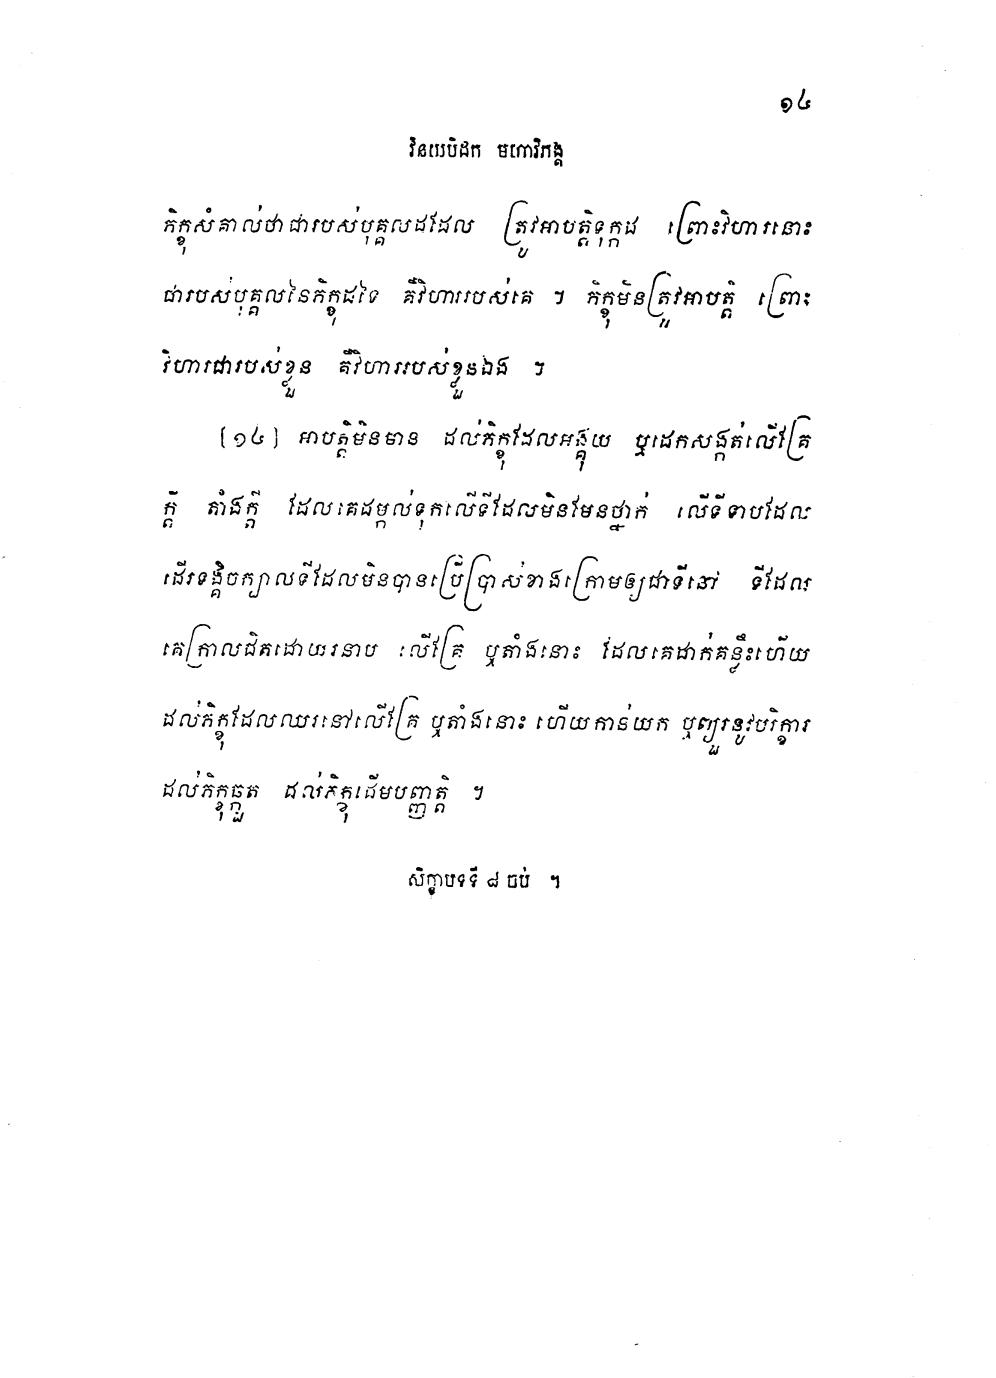 ១៤
វិនយបិដក មហាវិភង្គ
ភិក្ខុសំគាល់ថាជារបស់បុគ្គលដដែល ត្រូវអាបត្តិទុក្កដ ព្រោះវិហារនោះ
ជារបស់បុគ្គលនៃភិក្ខុដទៃ គឺវិហាររបស់គេ ។ ភិក្ខុមិនត្រូវអាបត្តិ ព្រោះ
វិហារជារបស់ខ្លួន គឺវិហាររបស់ខ្លួនឯង ។
[១៤] អាបត្តិមិនមាន ដល់ភិក្ខុដែលអង្គុយ ឬដេកសង្កត់លើគ្រែ
ក្តី តាំងក្តី ដែលគេដម្កល់ទុកលើទីដែលមិនមែនថ្នាក់ លើទីទាបដែល
ដើរទង្គិចក្បាលទីដែលមិនបានប្រើប្រាស់ខាងក្រោមឲ្យជាទីនៅ ទីដែល
គេក្រាលជិតដោយរនាប លើគ្រែ ឬតាំងនោះ ដែលគេដាក់គន្លឹះហើយ
ដល់ភិក្ខុដែលឈរនៅលើគ្រែ ឬតាំងនោះ ហើយកាន់យក ឬព្យួរនូវបរិក្ខារ
ដល់ភិក្ខុឆ្កួត ដល់ភិក្ខុដើមបញ្ញត្តិ ។
សិក្ខាបទទី ៨ ចប់ ។